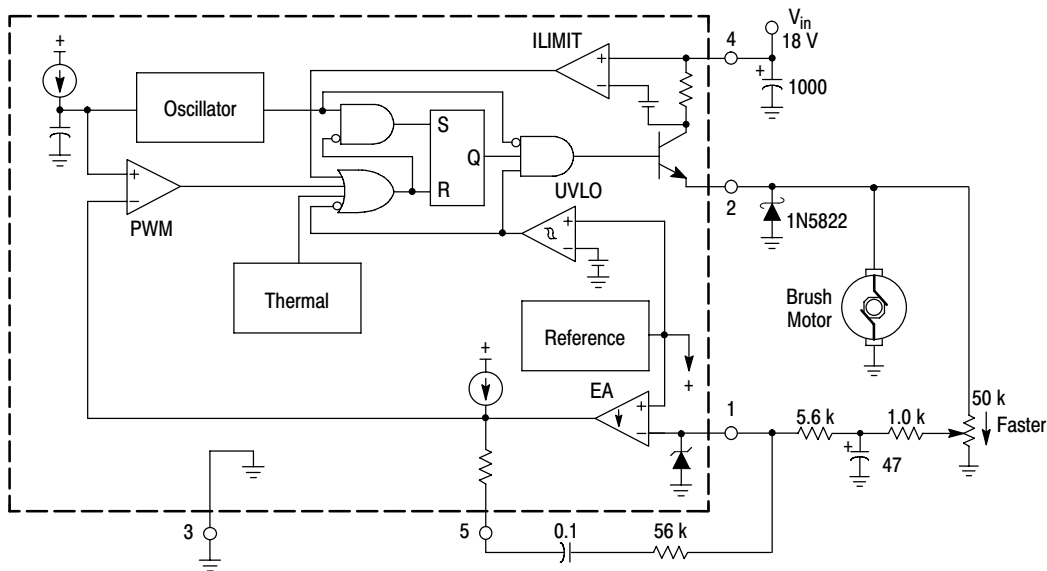 +
Oscillator
ILIMIT
4
Vin
18 V
+
1000
+
−
S
Q
R
UVLO
+
−
PWM
2
1N5822
+
−
Thermal
Brush
Motor
Reference
+
+
EA
+
−
1
5.6 k
1.0 k
50 k
Faster
+
47
3
5
0.1
56 k